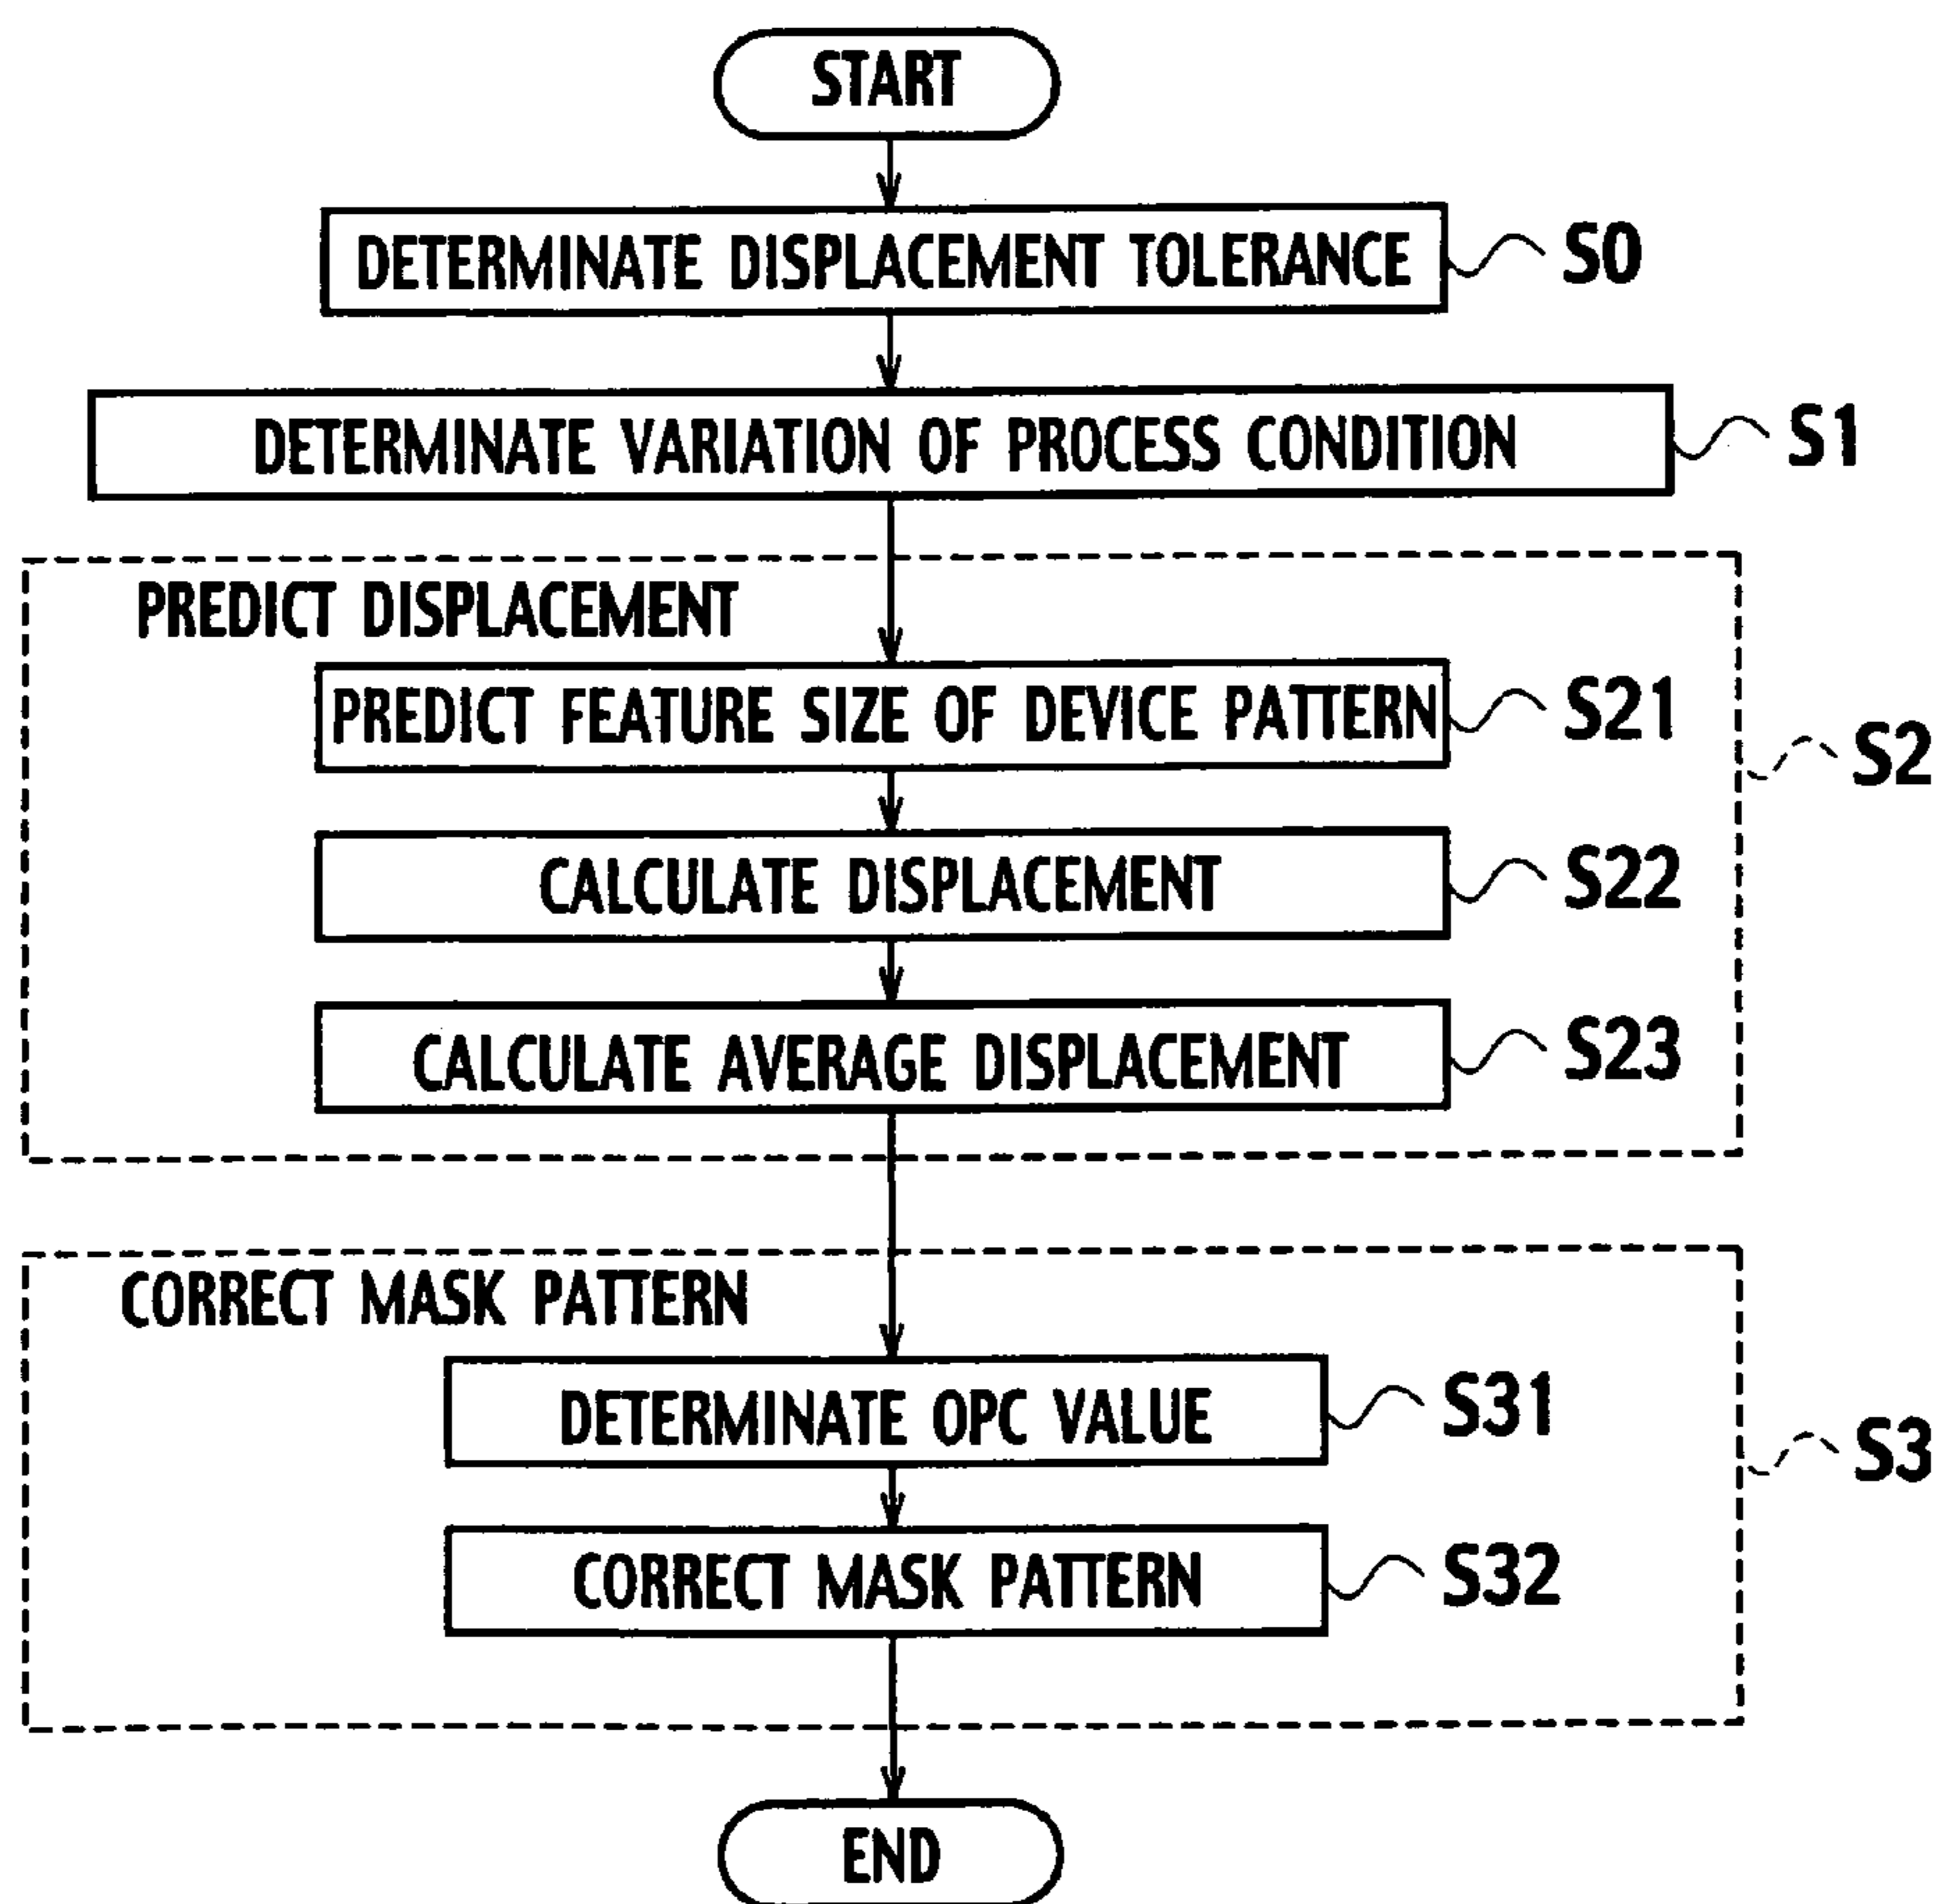 START
DETERMINATE DISPLACEMENT TOLERANCE
S0
DETERMINATE VARIATION OF PROCESS CONDITION
S1
PREDICT DISPLACEMENT
PREDICT FEATURE SIZE OF DEVICE PATTERN
S21
S2
CALCULATE DISPLACEMENT
S22
CALCULATE AVERAGE DISPLACEMENT
S23
CORRECT MASK PATTERN
DETERMINATE OPC VALUE
S31
S3
CORRECT MASK PATTERN
S32
END